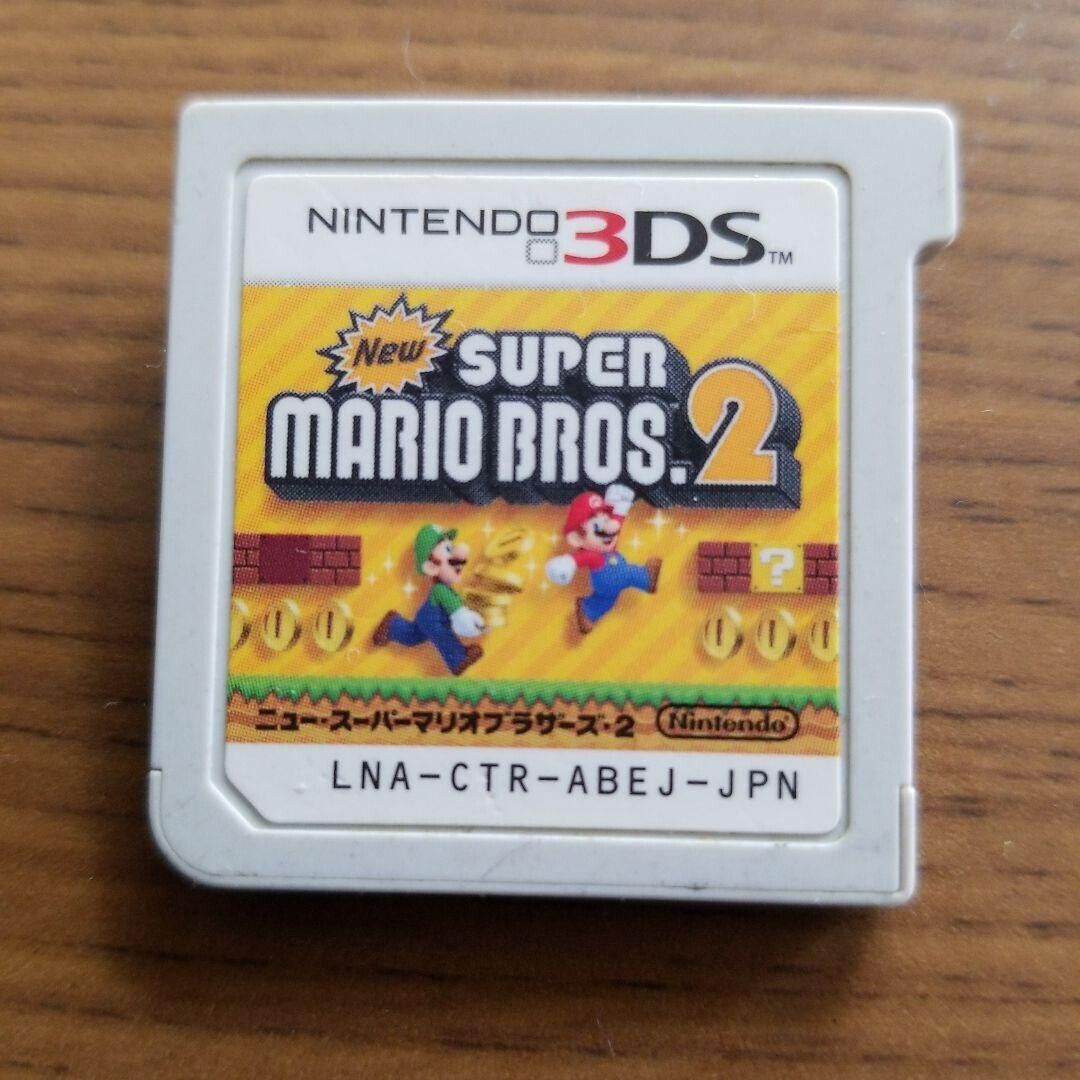 NINTENDO 3DS™
New SUPER
MARIO BROS.™ 2
?
ニュー・スーパーマリオブラザーズ・2 Nintendo®
LNA-CTR-ABEJ-JPN